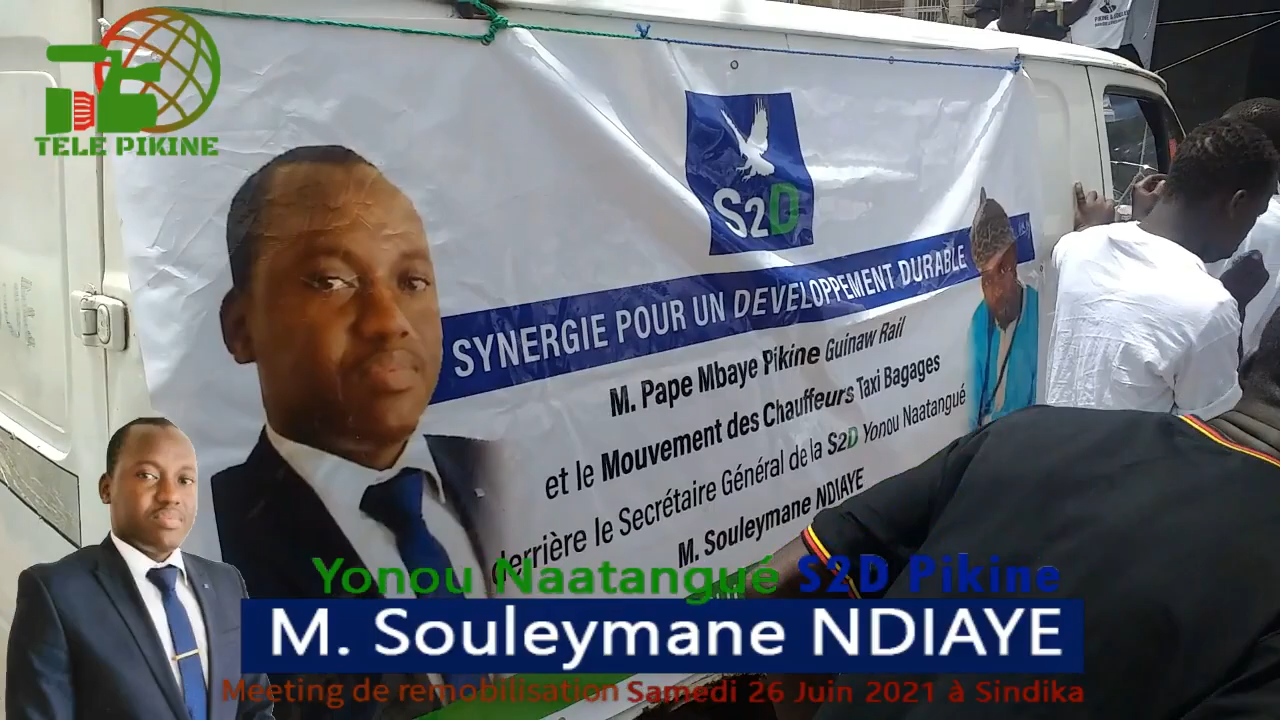 TELE PIKINE
S2D
SYNERGIE POUR UN DEVELOPPEMENT DURABLE
M. Pape Mbaye Pikine Guinaw Rail
et le Mouvement des Chauffeurs Taxi Bagages
derrière le Secrétaire Général de la S2D Yonou Naatangué
M. Souleymane NDIAYE
Yonou Naatangué S2D Pikine
M. Souleymane NDIAYE
Meeting de remobilisation Samedi 26 Juin 2021 à Sindika